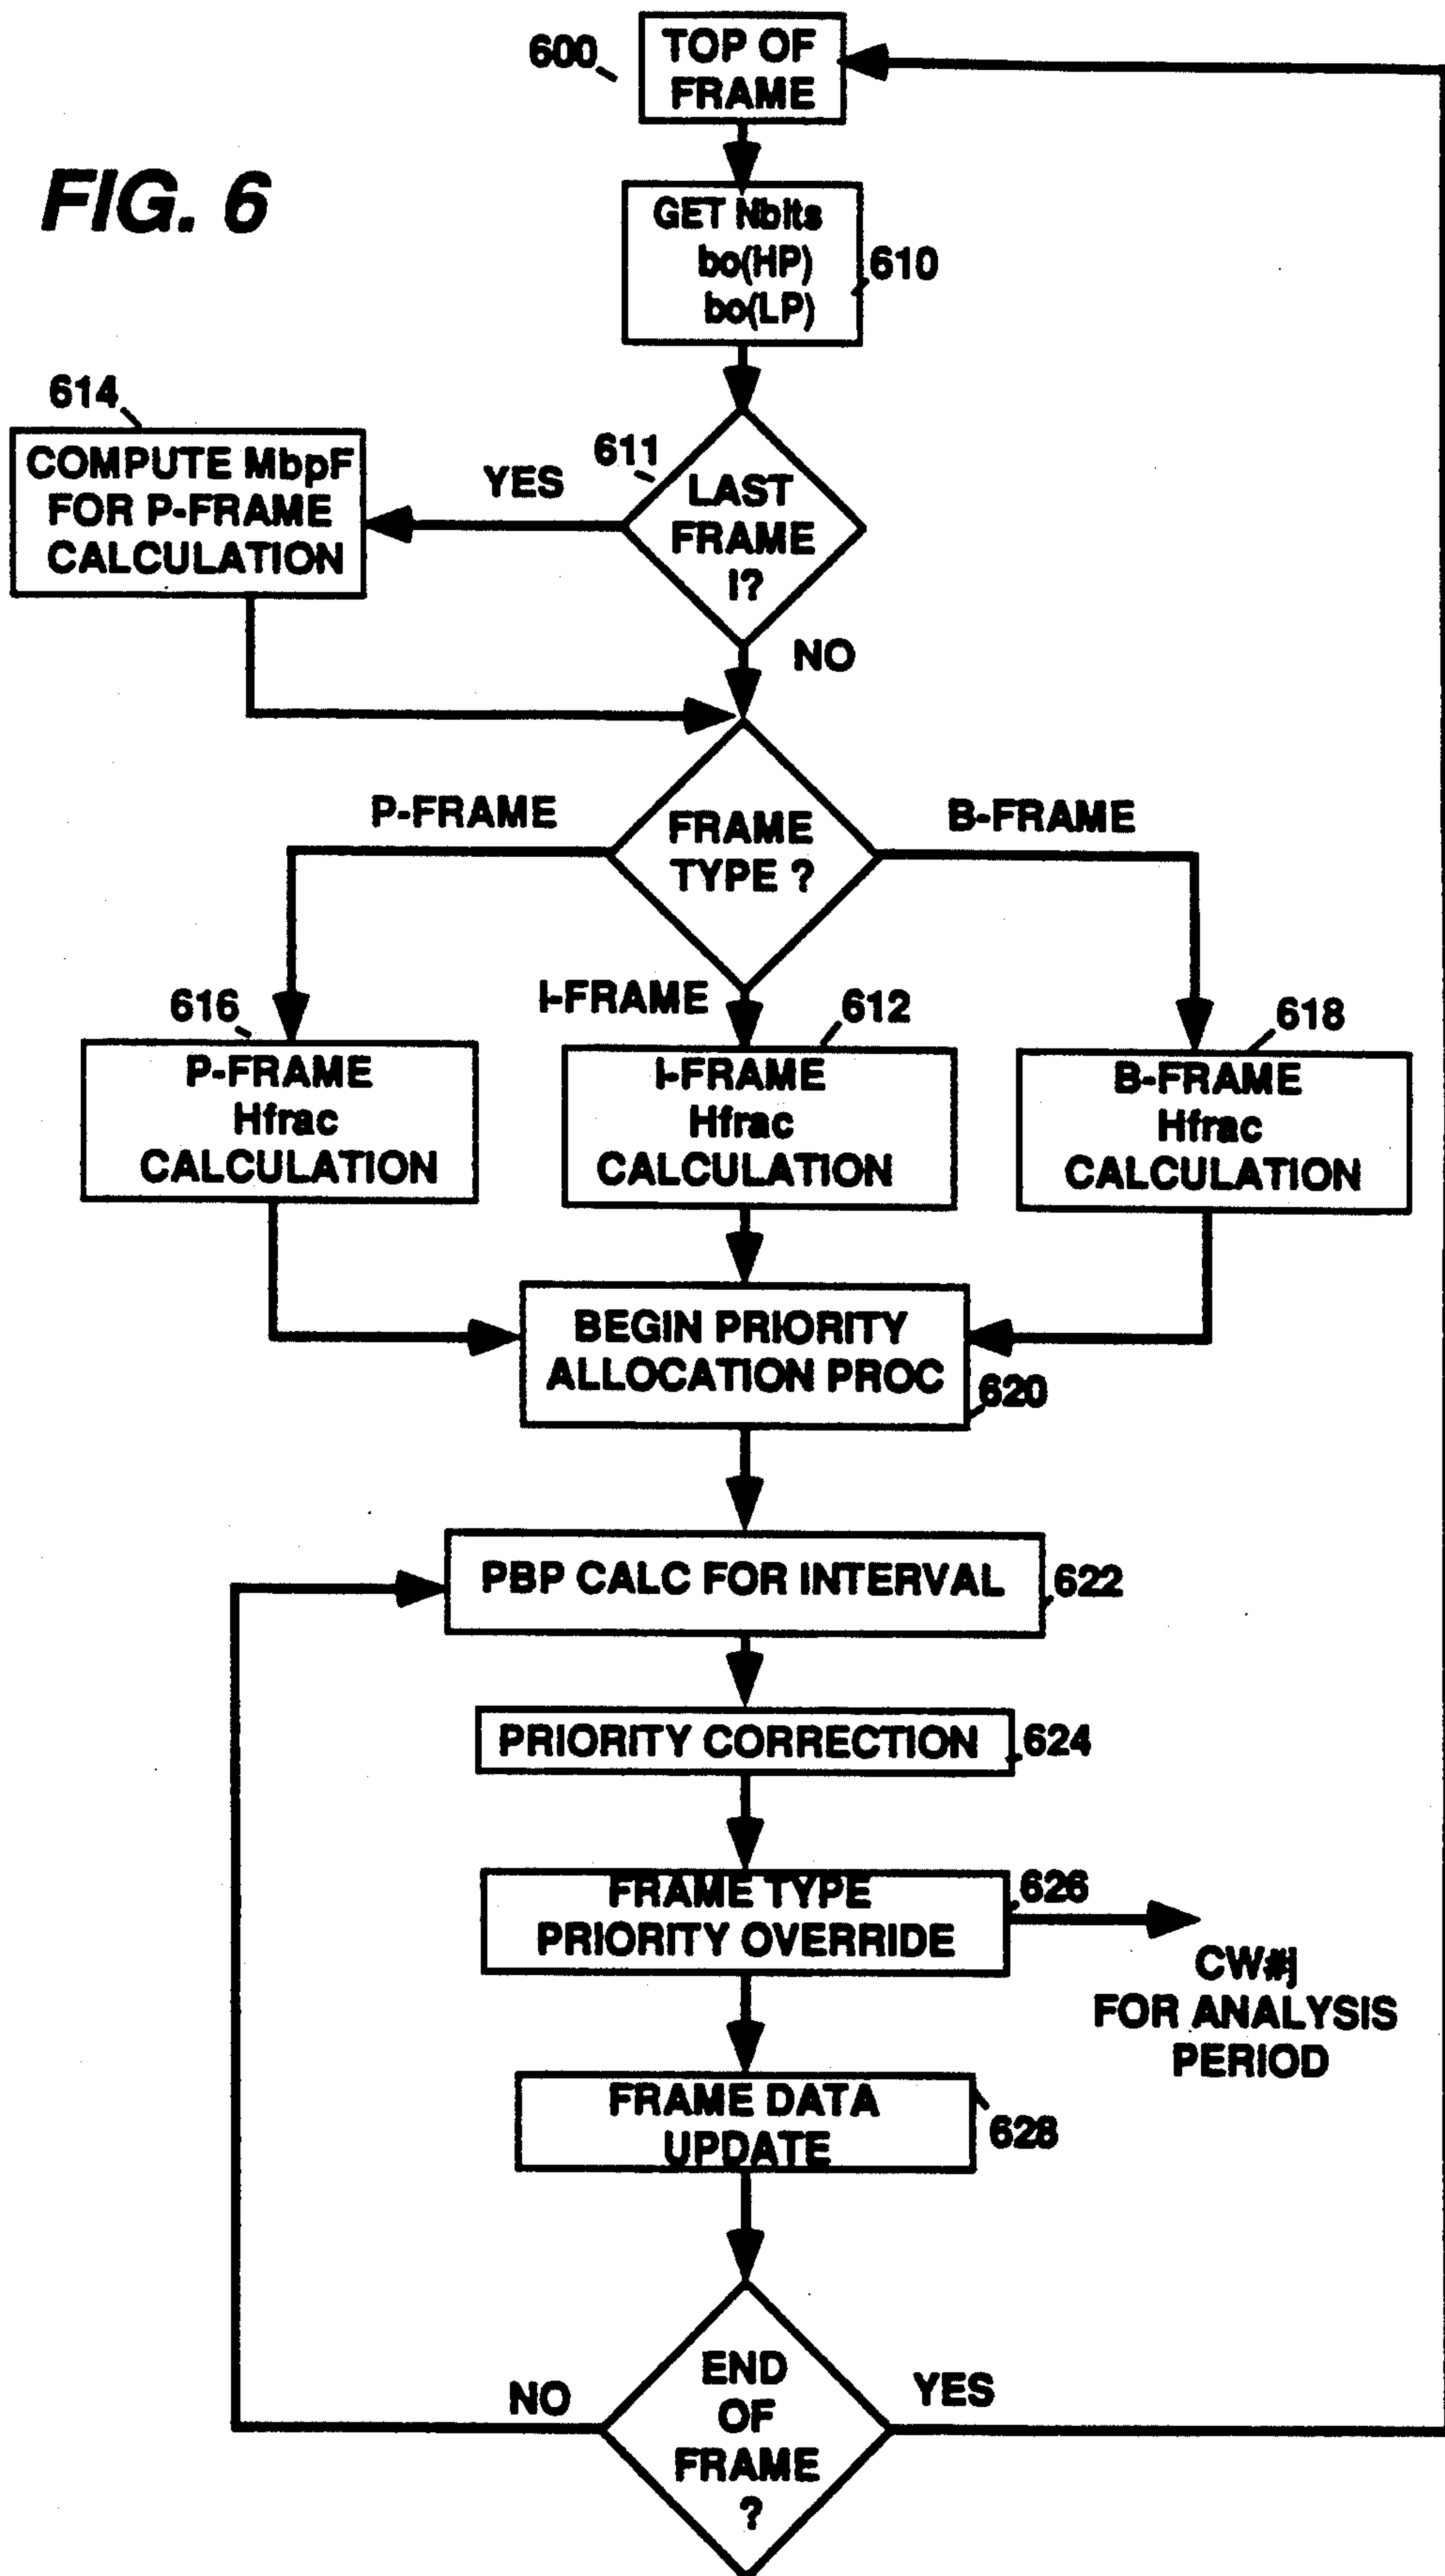 600
TOP OF
FRAME
FIG. 6
GET Nbits
bo(HP)
bo(LP)
610
614
COMPUTE MbpF
FOR P-FRAME
CALCULATION
YES
611
LAST
FRAME
I?
NO
P-FRAME
FRAME
TYPE ?
B-FRAME
I-FRAME
616
P-FRAME
Hfrac
CALCULATION
612
I-FRAME
Hfrac
CALCULATION
618
B-FRAME
Hfrac
CALCULATION
BEGIN PRIORITY
ALLOCATION PROC
620
PBP CALC FOR INTERVAL
622
PRIORITY CORRECTION
624
FRAME TYPE
PRIORITY OVERRIDE
626
CW#j
FOR ANALYSIS
PERIOD
FRAME DATA
UPDATE
628
NO
END
OF
FRAME
?
YES